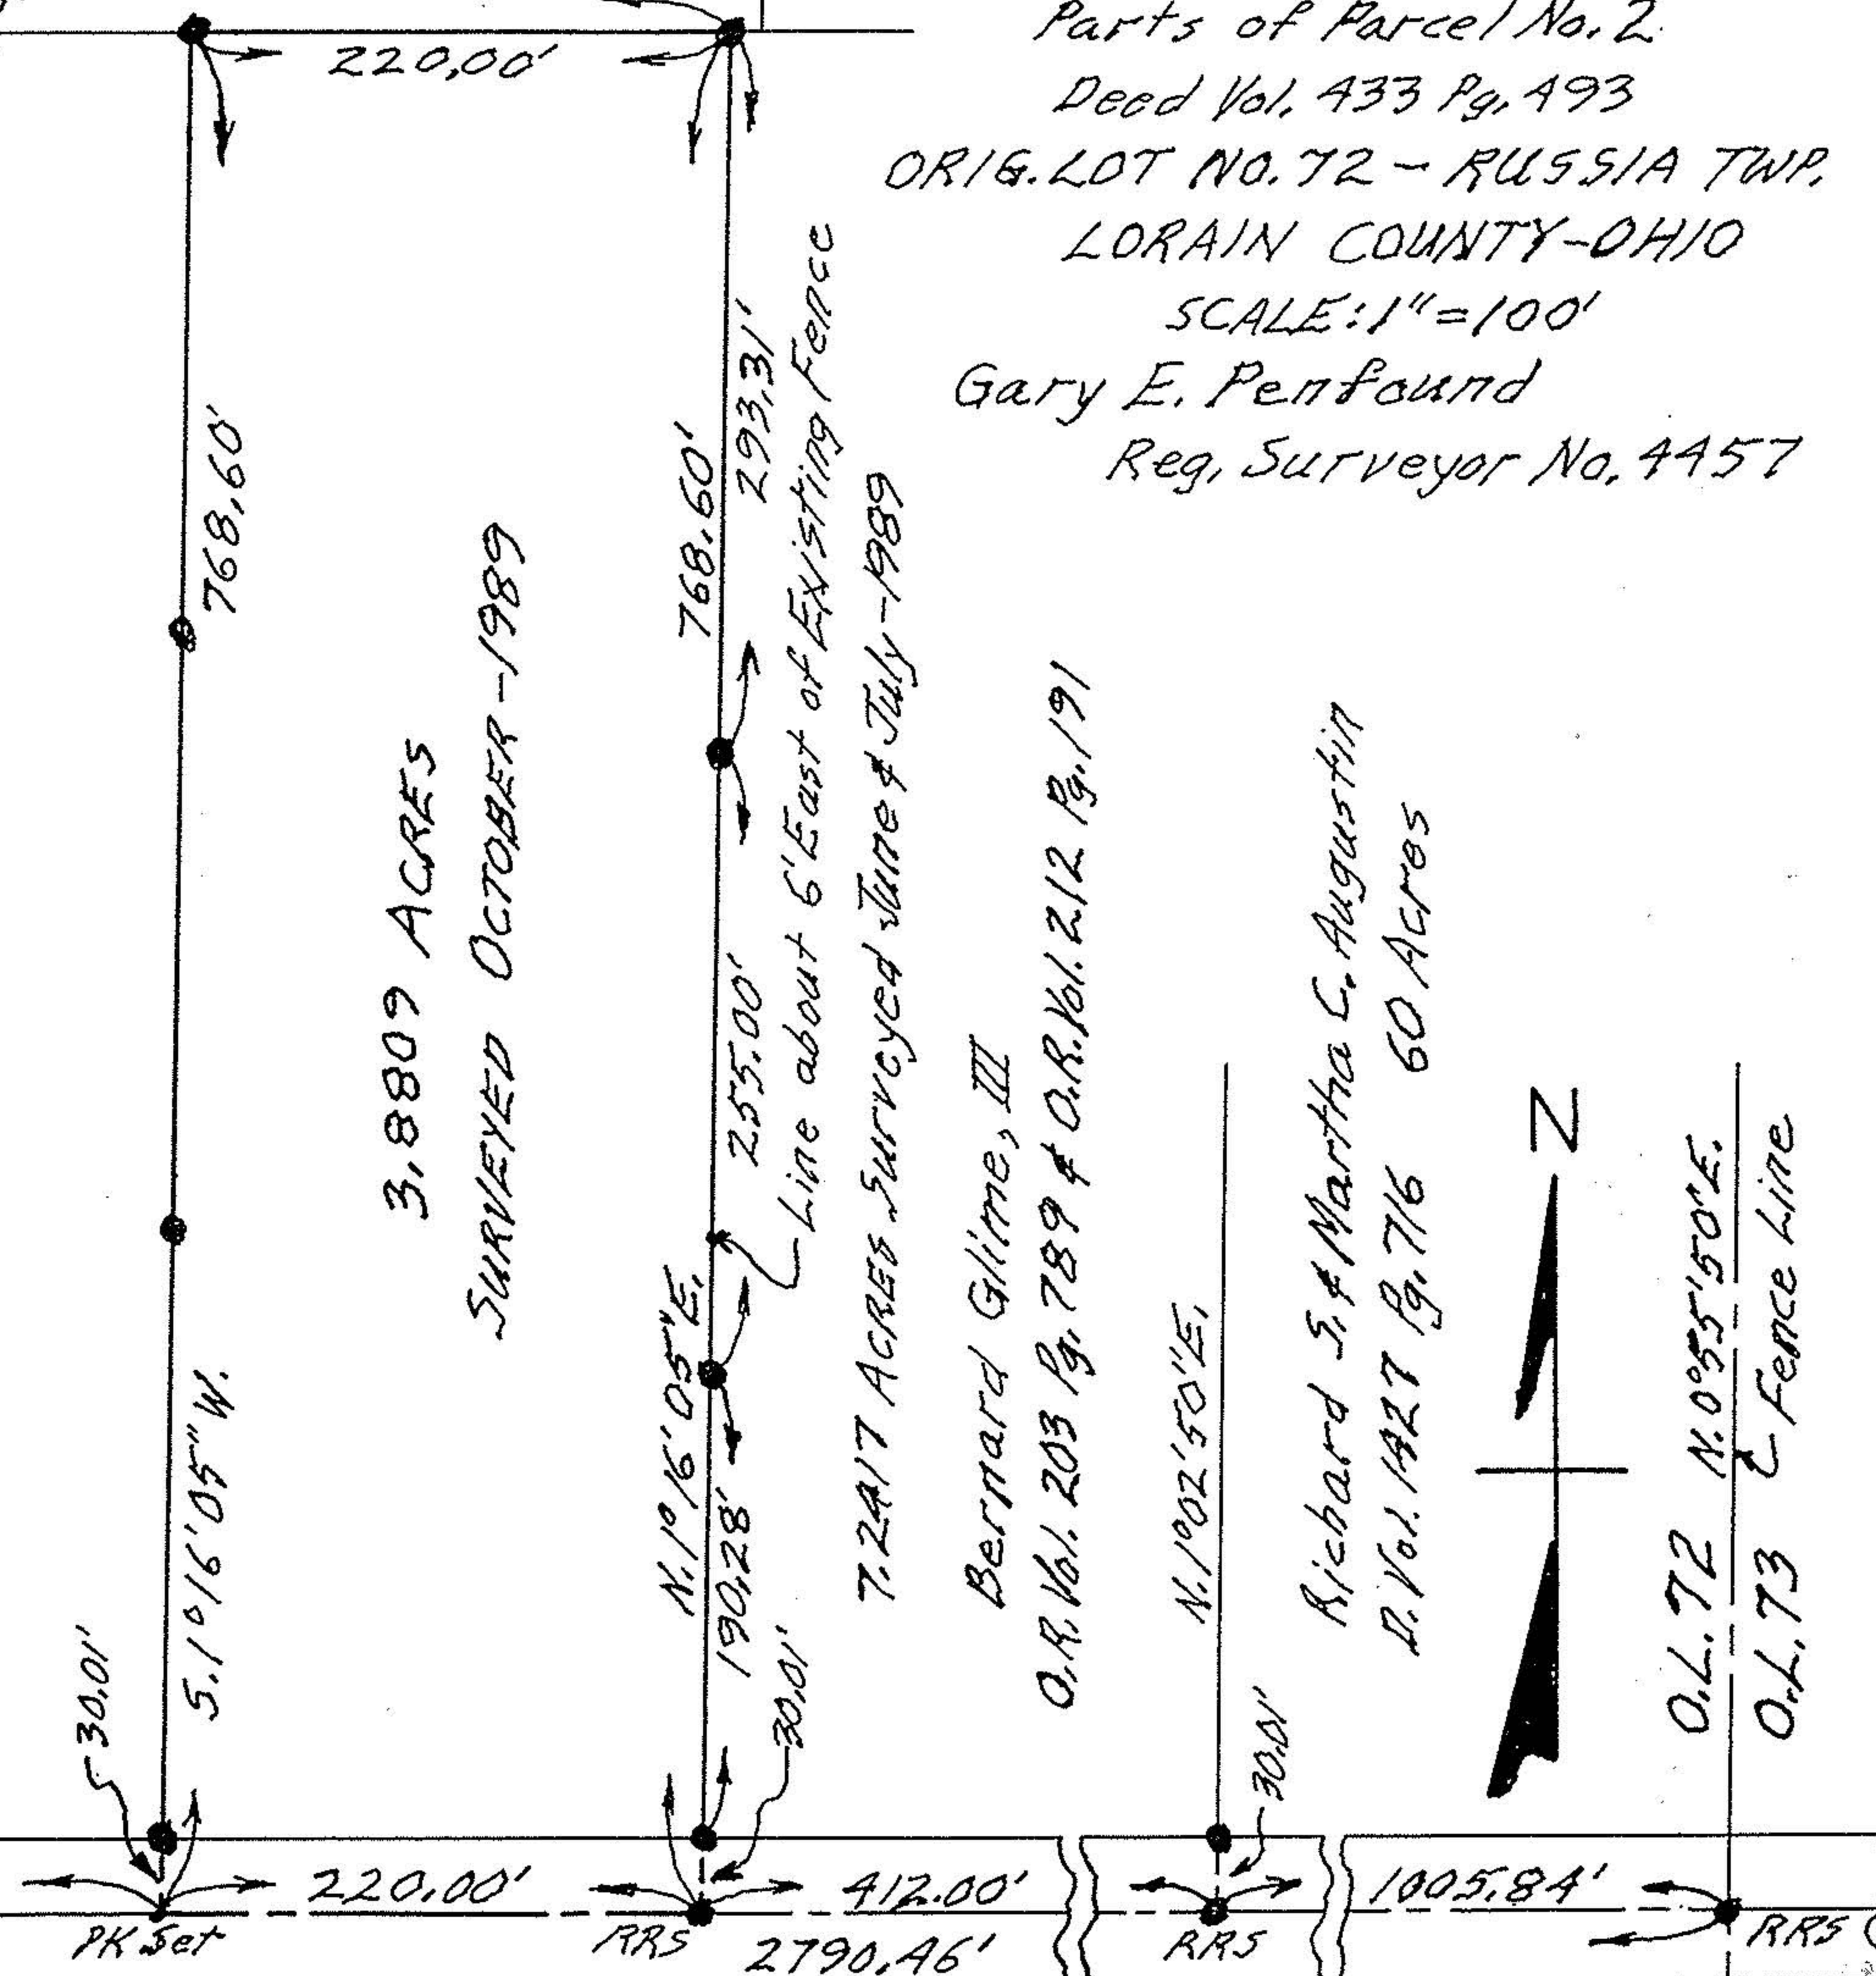 Parts of Parcel No. 2
Deed Vol. 433 Pg. 493
ORIG. LOT NO. 72 - RUSSIA TWP.
LORAIN COUNTY-OHIO
SCALE: 1" = 100'
Gary E. Penfound
Reg. Surveyor No. 4457
220.00'
768.60'
S. 1° 16' 05" W.
30.01'
3.8809 ACRES
SURVEYED OCTOBER-1989
768.60'
N. 1° 16' 05" E.
293.31'
255.00'
190.28'
30.01'
Line about 6' East of Existing Fence
7.2417 ACRES Surveyed June & July-1989
Bernard Glime, III
O.R. Vol. 203 Pg. 789 & O.R. Vol. 212 Pg. 191
N. 1° 02' 50" E.
30.01'
Richard S. & Martha C. Augustin
D. Vol. 1427 Pg. 716 60 Acres
N
N. 0° 55' 50" E.
Fence Line
O.L. 72
O.L. 73
220.00'
412.00'
1005.84'
PK Set
RRS
2790.46'
RRS
RRS